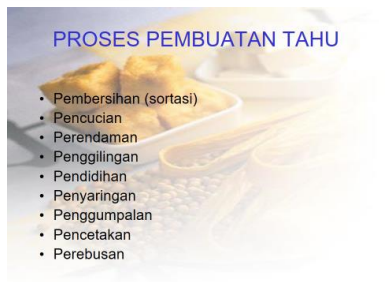 PROSES PEMBUATAN TAHU
• Pembersihan (sortasi)
• Pencucian
• Perendaman
• Penggilingan
• Pendidihan
• Penyaringan
• Penggumpalan
• Pencetakan
• Perebusan